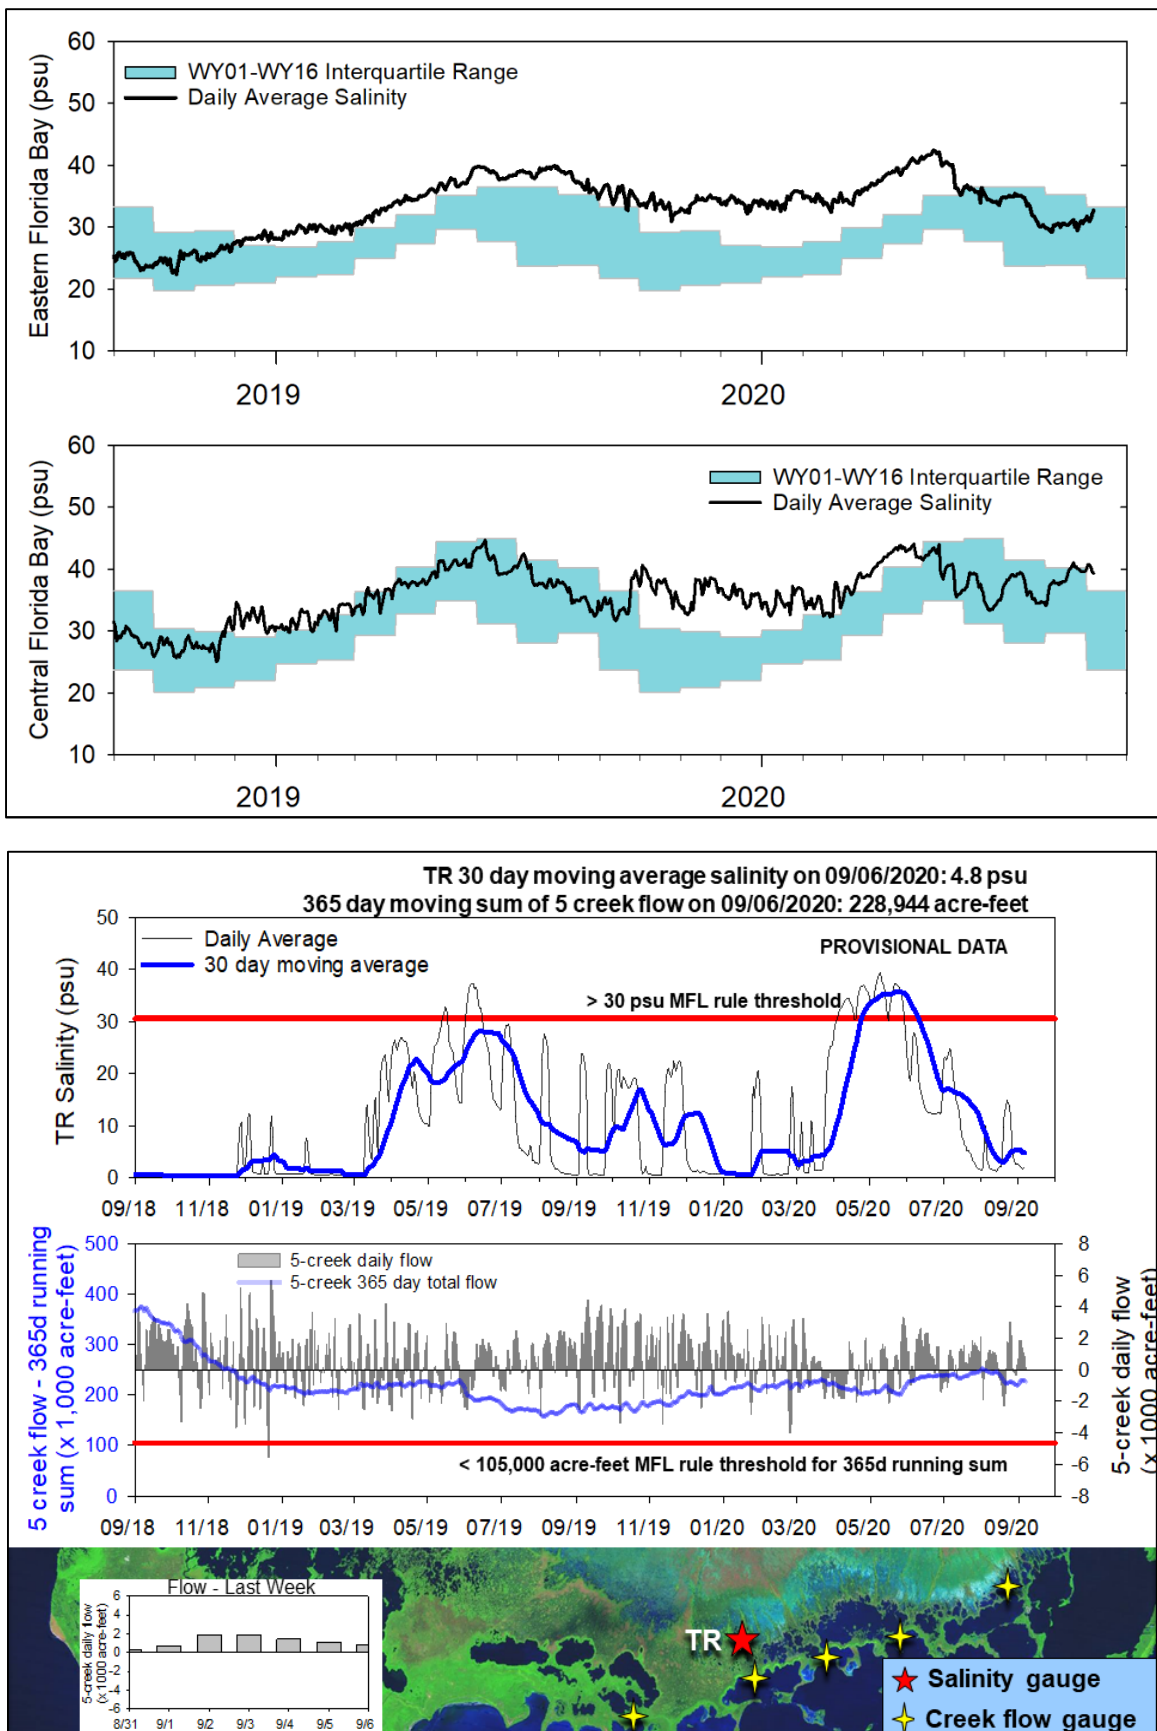 60
50
40
30
20
10
Eastern Florida Bay (psu)
WY01-WY16 Interquartile Range
Daily Average Salinity
2019
2020
60
50
40
30
20
10
Central Florida Bay (psu)
WY01-WY16 Interquartile Range
Daily Average Salinity
2019
2020
TR 30 day moving average salinity on 09/06/2020: 4.8 psu
365 day moving sum of 5 creek flow on 09/06/2020: 228,944 acre-feet
50
40
30
20
10
0
TR Salinity (psu)
Daily Average
30 day moving average
PROVISIONAL DATA
> 30 psu MFL rule threshold
09/18 11/18 01/19 03/19 05/19 07/19 09/19 11/19 01/20 03/20 05/20 07/20 09/20
500
400
300
200
100
0
5 creek flow - 365d running
sum (x 1,000 acre-feet)
5-creek daily flow
5-creek 365 day total flow
< 105,000 acre-feet MFL rule threshold for 365d running sum
8
6
4
2
0
-2
-4
-6
-8
5-creek daily flow
(x 1000 acre-feet)
09/18 11/18 01/19 03/19 05/19 07/19 09/19 11/19 01/20 03/20 05/20 07/20 09/20
Flow - Last Week
6
4
2
0
-2
-4
-6
5-creek daily flow
(x 1000 acre-feet)
8/31 9/1 9/2 9/3 9/4 9/5 9/6
TR
Salinity gauge
Creek flow gauge